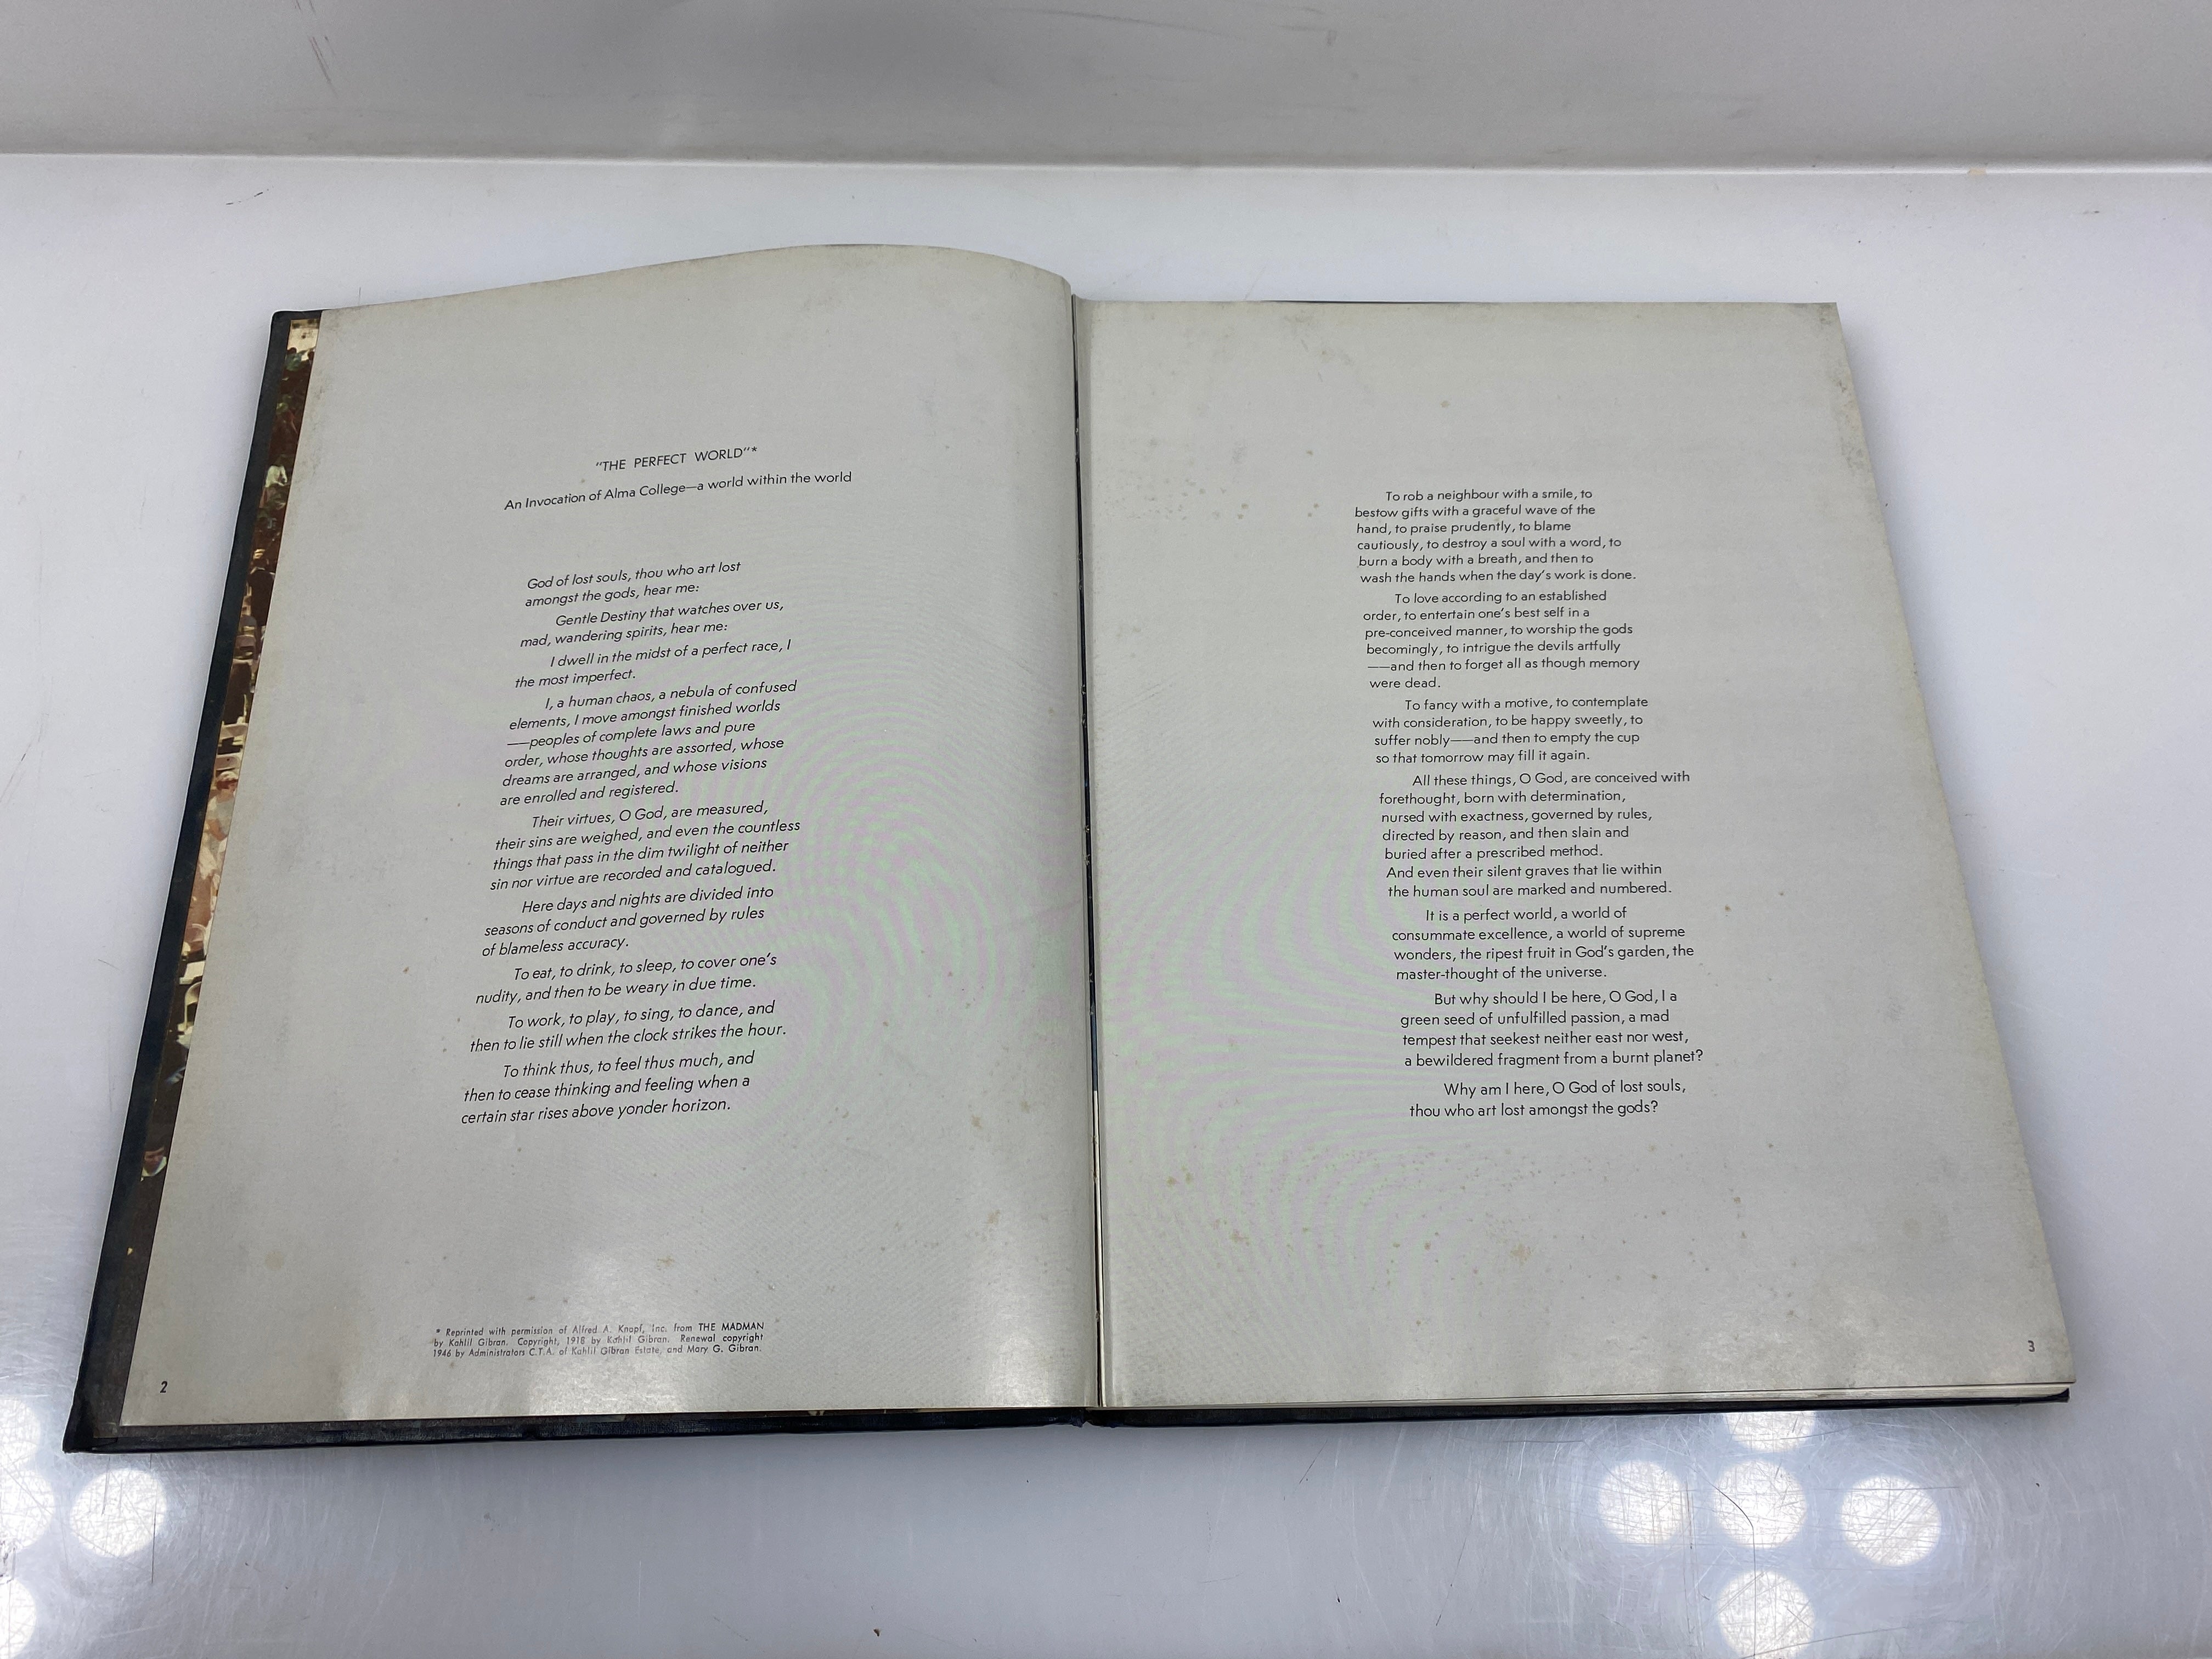 "THE PERFECT WORLD"*
An Invocation of Alma College—a world within the world
God of lost souls, thou who art lost
amongst the gods, hear me:
Gentle Destiny that watches over us,
mad, wandering spirits, hear me:
I dwell in the midst of a perfect race, I
the most imperfect.
I, a human chaos, a nebula of confused
elements, I move amongst finished worlds
——peoples of complete laws and pure
order, whose thoughts are assorted, whose
dreams are arranged, and whose visions
are enrolled and registered.
Their virtues, O God, are measured,
their sins are weighed, and even the countless
things that pass in the dim twilight of neither
sin nor virtue are recorded and catalogued.
Here days and nights are divided into
seasons of conduct and governed by rules
of blameless accuracy.
To eat, to drink, to sleep, to cover one's
nudity, and then to be weary in due time.
To work, to play, to sing, to dance, and
then to lie still when the clock strikes the hour.
To think thus, to feel thus much, and
then to cease thinking and feeling when a
certain star rises above yonder horizon.
* Reprinted with permission of Alfred A. Knopf, Inc. from THE MADMAN
by Kahlil Gibran. Copyright, 1918 by Kahlil Gibran. Renewal copyright
1946 by Administrators C.T.A. of Kahlil Gibran Estate, and Mary G. Gibran.
2
To rob a neighbour with a smile, to
bestow gifts with a graceful wave of the
hand, to praise prudently, to blame
cautiously, to destroy a soul with a word, to
burn a body with a breath, and then to
wash the hands when the day's work is done.
To love according to an established
order, to entertain one's best self in a
pre-conceived manner, to worship the gods
becomingly, to intrigue the devils artfully
——and then to forget all as though memory
were dead.
To fancy with a motive, to contemplate
with consideration, to be happy sweetly, to
suffer nobly——and then to empty the cup
so that tomorrow may fill it again.
All these things, O God, are conceived with
forethought, born with determination,
nursed with exactness, governed by rules,
directed by reason, and then slain and
buried after a prescribed method.
And even their silent graves that lie within
the human soul are marked and numbered.
It is a perfect world, a world of
consummate excellence, a world of supreme
wonders, the ripest fruit in God's garden, the
master-thought of the universe.
But why should I be here, O God, I a
green seed of unfulfilled passion, a mad
tempest that seekest neither east nor west,
a bewildered fragment from a burnt planet?
Why am I here, O God of lost souls,
thou who art lost amongst the gods?
3